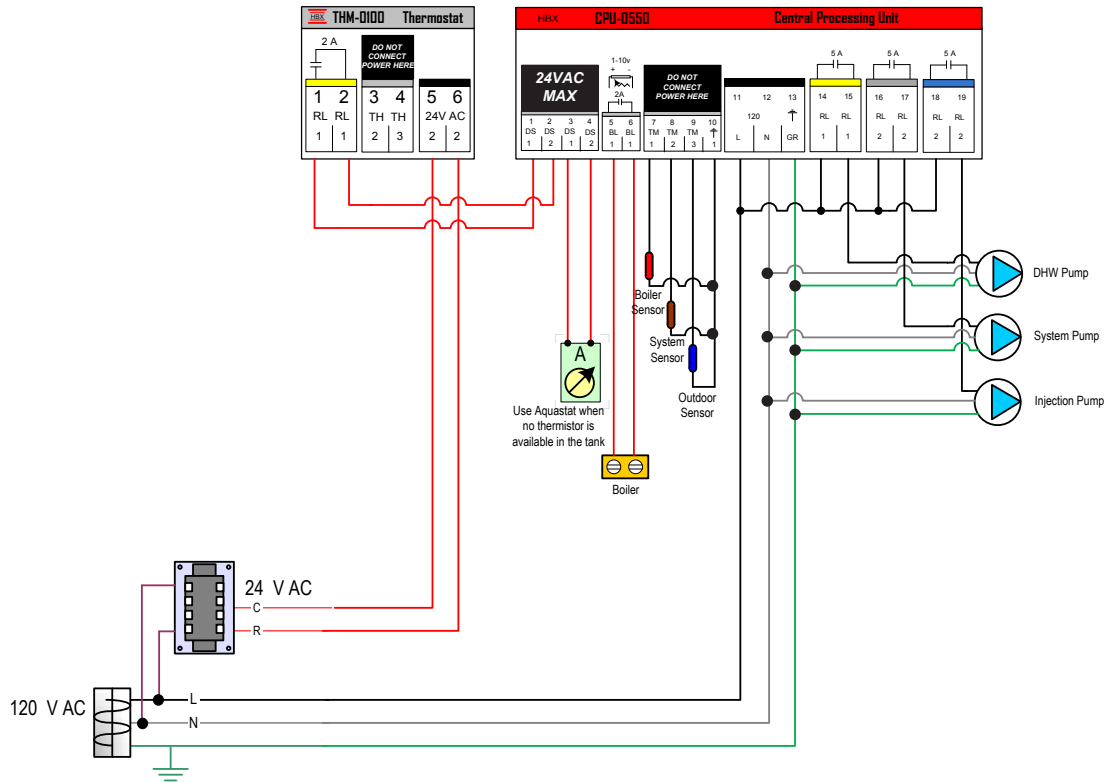 HBX THM-0100 Thermostat
2 A
DO NOT
CONNECT
POWER HERE
1 2 3 4 5 6
RL RL TH TH 24V AC
1 1 2 3 2 2
HBX CPU-0550 Central Processing Unit
24VAC
MAX
1-10v
+ -
2A
DO NOT
CONNECT
POWER HERE
5 A
5 A
5 A
1 2 3 4 5 6 7 8 9 10 11 12 13 14 15 16 17 18 19
DS DS DS DS BL BL TM TM TM 120 RL RL RL RL RL RL
1 2 1 2 1 1 1 2 3 1 L N GR 1 1 2 2 2 2
DHW Pump
System Pump
Injection Pump
Boiler
Sensor
System
Sensor
Outdoor
Sensor
A
Use Aquastat when
no thermistor is
available in the tank
Boiler
24 V AC
C
R
120 V AC
L
N